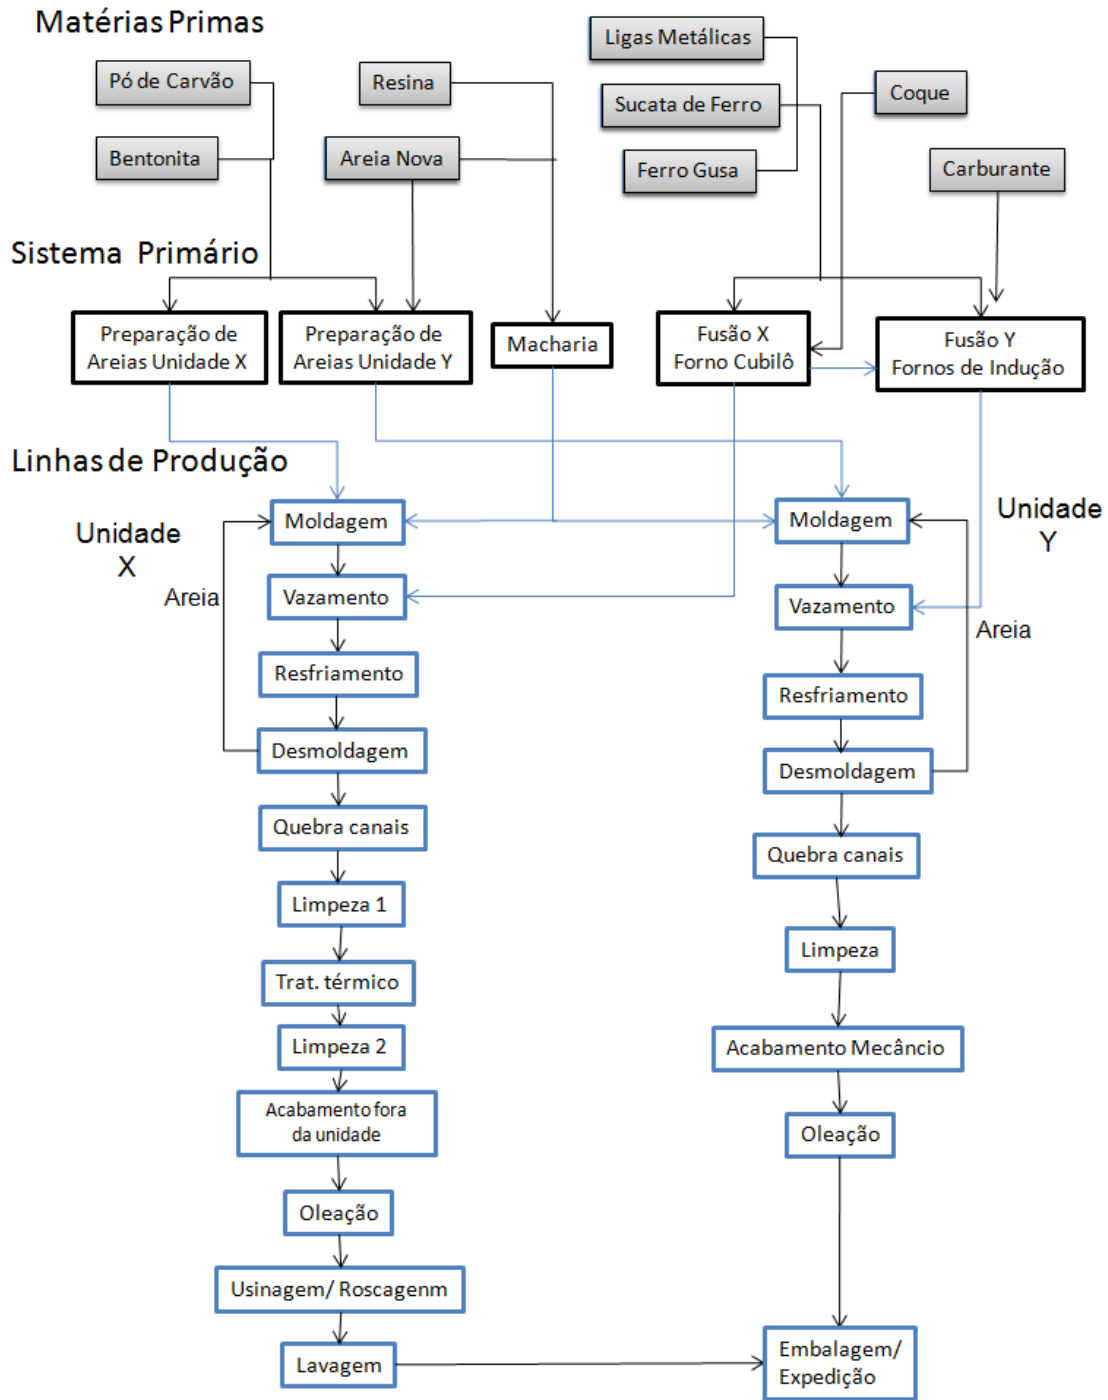 Matérias Primas
Ligas Metálicas
Pó de Carvão
Resina
Sucata de Ferro
Coque
Bentonita
Areia Nova
Ferro Gusa
Carburante
Sistema Primário
Preparação de
Areias Unidade X
Preparação de
Areias Unidade Y
Macharia
Fusão X
Forno Cubilô
Fusão Y
Fornos de Indução
Linhas de Produção
Unidade
X
Areia
Moldagem
Vazamento
Resfriamento
Desmoldagem
Quebra canais
Limpeza 1
Trat. térmico
Limpeza 2
Acabamento fora
da unidade
Oleação
Usinagem/ Roscagenm
Lavagem
Unidade
Y
Areia
Moldagem
Vazamento
Resfriamento
Desmoldagem
Quebra canais
Limpeza
Acabamento Mecâncio
Oleação
Embalagem/
Expedição